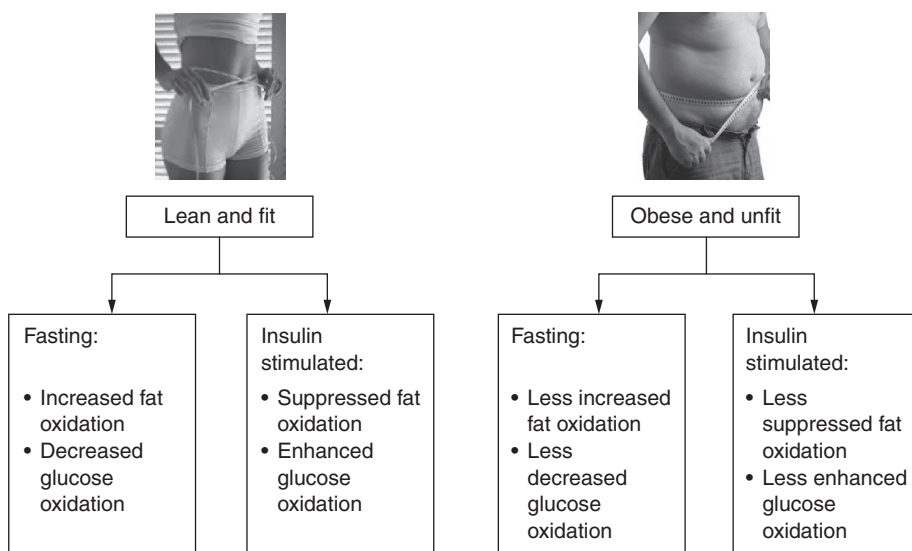 Lean and fit
Obese and unfit
Fasting:
• Increased fat
oxidation
• Decreased
glucose
oxidation
Insulin
stimulated:
• Suppressed fat
oxidation
• Enhanced
glucose
oxidation
Fasting:
• Less increased
fat oxidation
• Less
decreased
glucose
oxidation
Insulin
stimulated:
• Less
suppressed fat
oxidation
• Less enhanced
glucose
oxidation